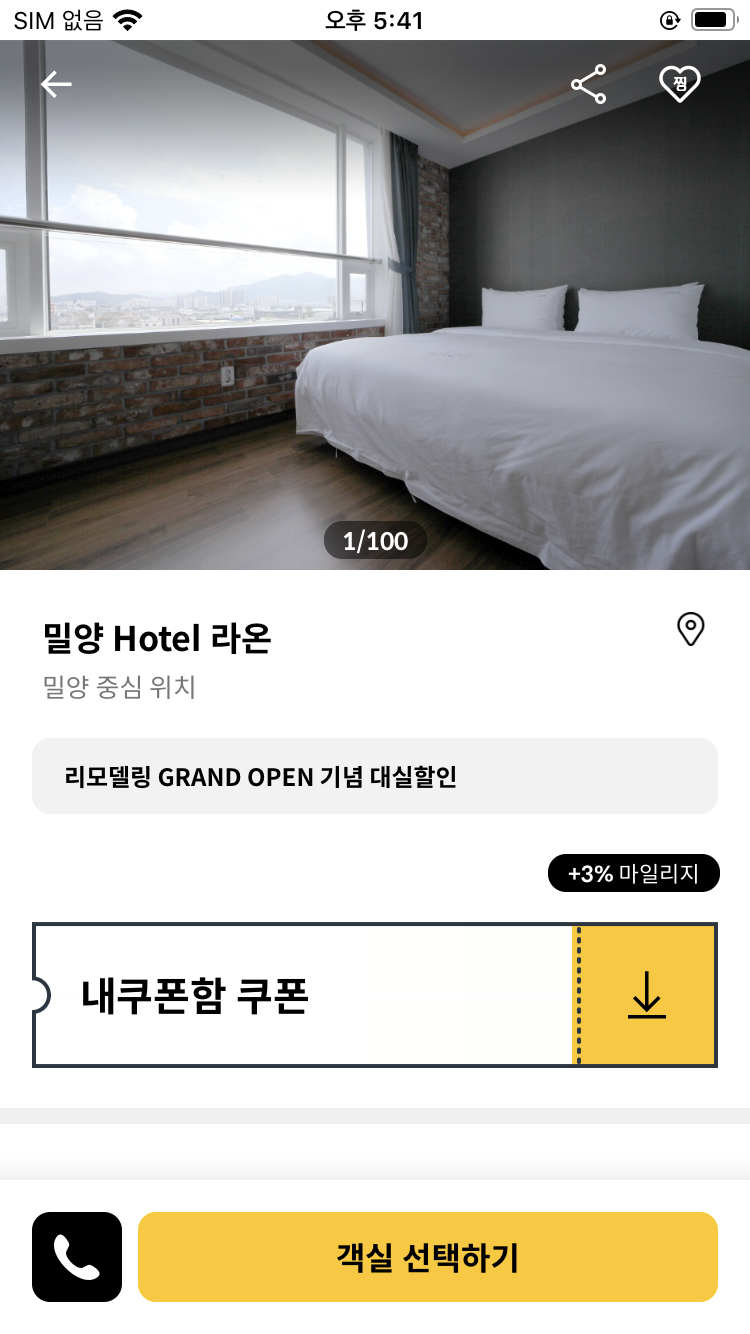 SIM 없음 오후 5:41
찜
1/100
밀양 Hotel 라온
밀양 중심 위치
리모델링 GRAND OPEN 기념 대실할인
+3% 마일리지
내쿠폰함 쿠폰
객실 선택하기